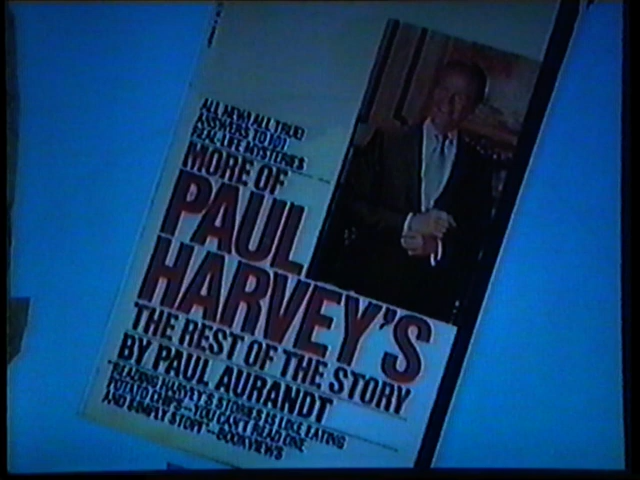 ALL NEW! ALL TRUE!
ANSWERS TO 101
REAL-LIFE MYSTERIES
MORE OF
PAUL
HARVEY'S
THE REST OF THE STORY
BY PAUL AURANDT
"READING HARVEY'S STORIES IS LIKE EATING
POTATO CHIPS—YOU CAN'T READ ONE
AND SIMPLY STOP."—BOOKVIEWS